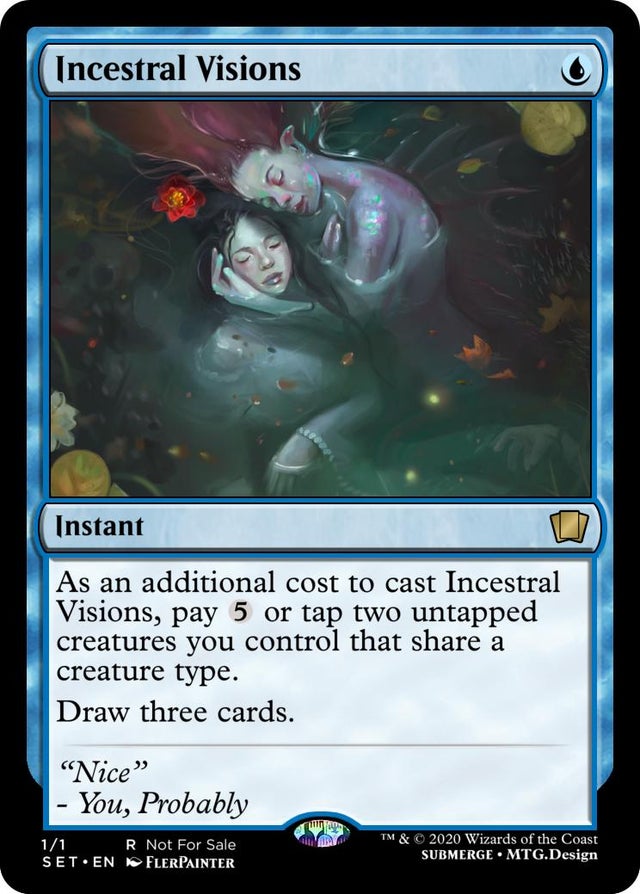 Incestral Visions
Instant
As an additional cost to cast Incestral
Visions, pay 5 or tap two untapped
creatures you control that share a
creature type.
Draw three cards.
“Nice”
- You, Probably
1/1 R Not For Sale
SET • EN FlerPainter
™ & © 2020 Wizards of the Coast
SUBMERGE • MTG.Design